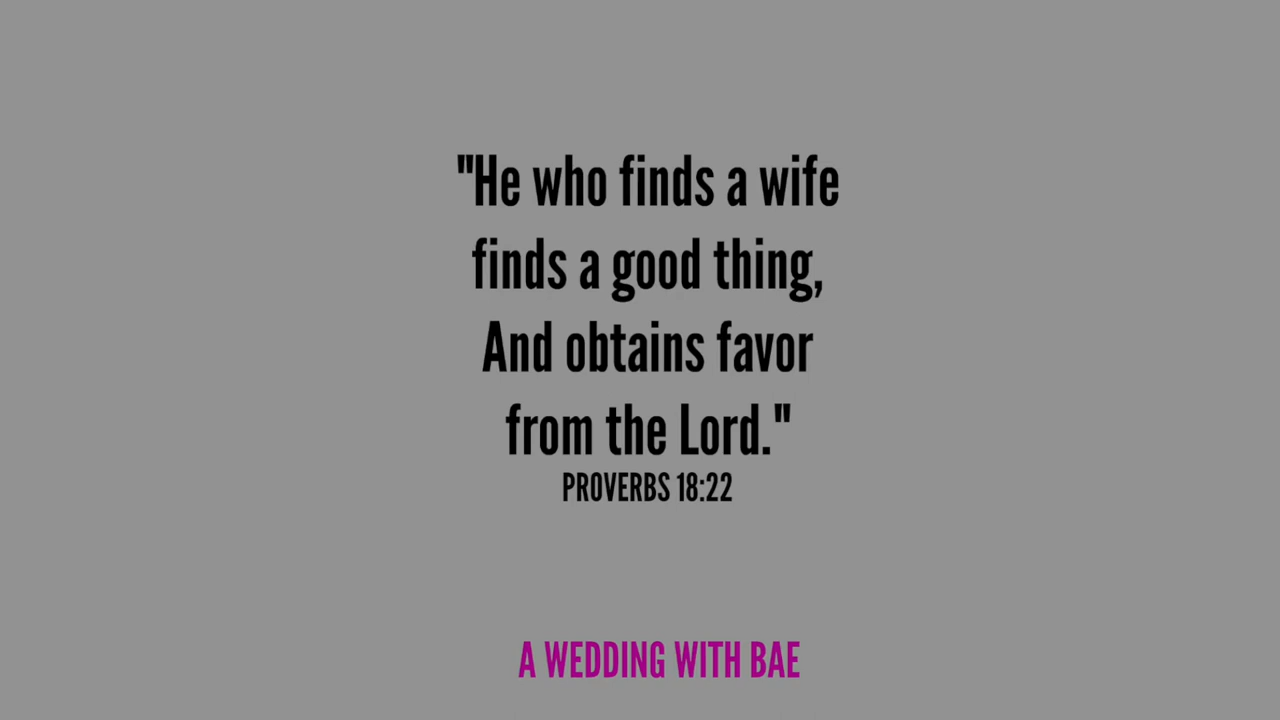 "He who finds a wife
finds a good thing,
And obtains favor
from the Lord."
PROVERBS 18:22
A WEDDING WITH BAE